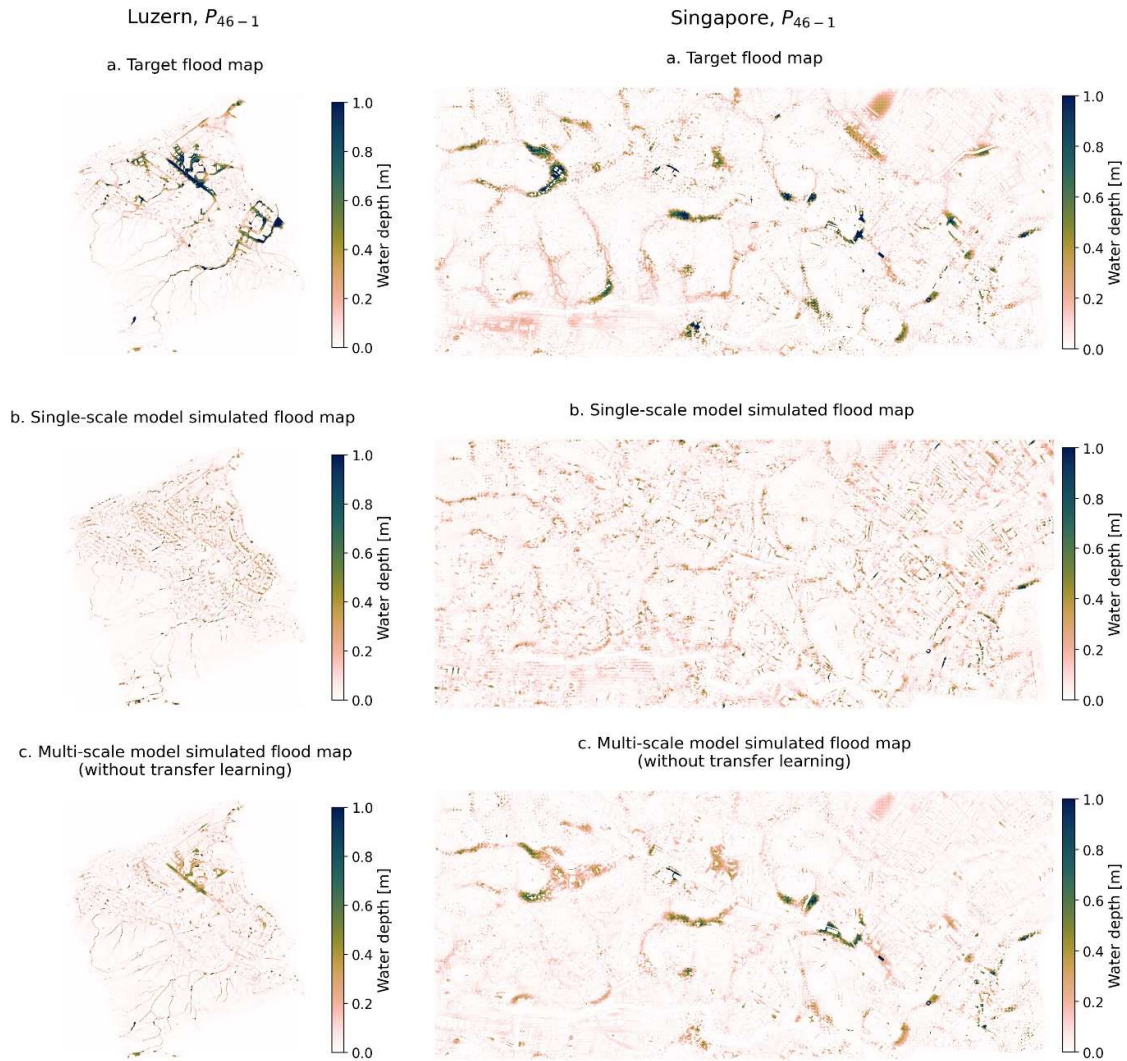 Luzern, P46−1
Singapore, P46−1
a. Target flood map
1.0
0.8
0.6
0.4
0.2
0.0
Water depth [m]
a. Target flood map
1.0
0.8
0.6
0.4
0.2
0.0
Water depth [m]
b. Single-scale model simulated flood map
1.0
0.8
0.6
0.4
0.2
0.0
Water depth [m]
b. Single-scale model simulated flood map
1.0
0.8
0.6
0.4
0.2
0.0
Water depth [m]
c. Multi-scale model simulated flood map
(without transfer learning)
1.0
0.8
0.6
0.4
0.2
0.0
Water depth [m]
c. Multi-scale model simulated flood map
(without transfer learning)
1.0
0.8
0.6
0.4
0.2
0.0
Water depth [m]